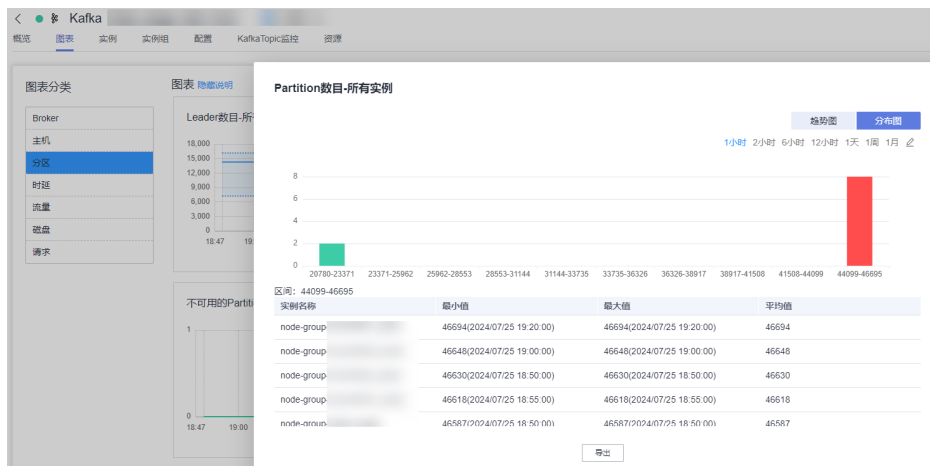 Kafka
概览 图表 实例 实例组 配置 KafkaTopic监控 资源
图表分类
Broker
主机
分区
时延
流量
磁盘
请求
图表 隐藏说明
Leader数目-所
18,000
15,000
12,000
9,000
6,000
3,000
0
18:47 19:
不可用的Partiti
1
0
18:47 19:00
Partition数目-所有实例
趋势图 分布图
1小时 2小时 6小时 12小时 1天 1周 1月
8
6
4
2
0
20780-23371 23371-25962 25962-28553 28553-31144 31144-33735 33735-36326 36326-38917 38917-41508 41508-44099 44099-46695
区间: 44099-46695
实例名称 最小值 最大值 平均值
node-group- 46694(2024/07/25 19:20:00) 46694(2024/07/25 19:20:00) 46694
node-group- 46648(2024/07/25 19:00:00) 46648(2024/07/25 19:00:00) 46648
node-group- 46630(2024/07/25 18:50:00) 46630(2024/07/25 18:50:00) 46630
node-group- 46618(2024/07/25 18:55:00) 46618(2024/07/25 18:55:00) 46618
node-group- 46587(2024/07/25 18:50:00) 46587(2024/07/25 18:50:00) 46587
导出